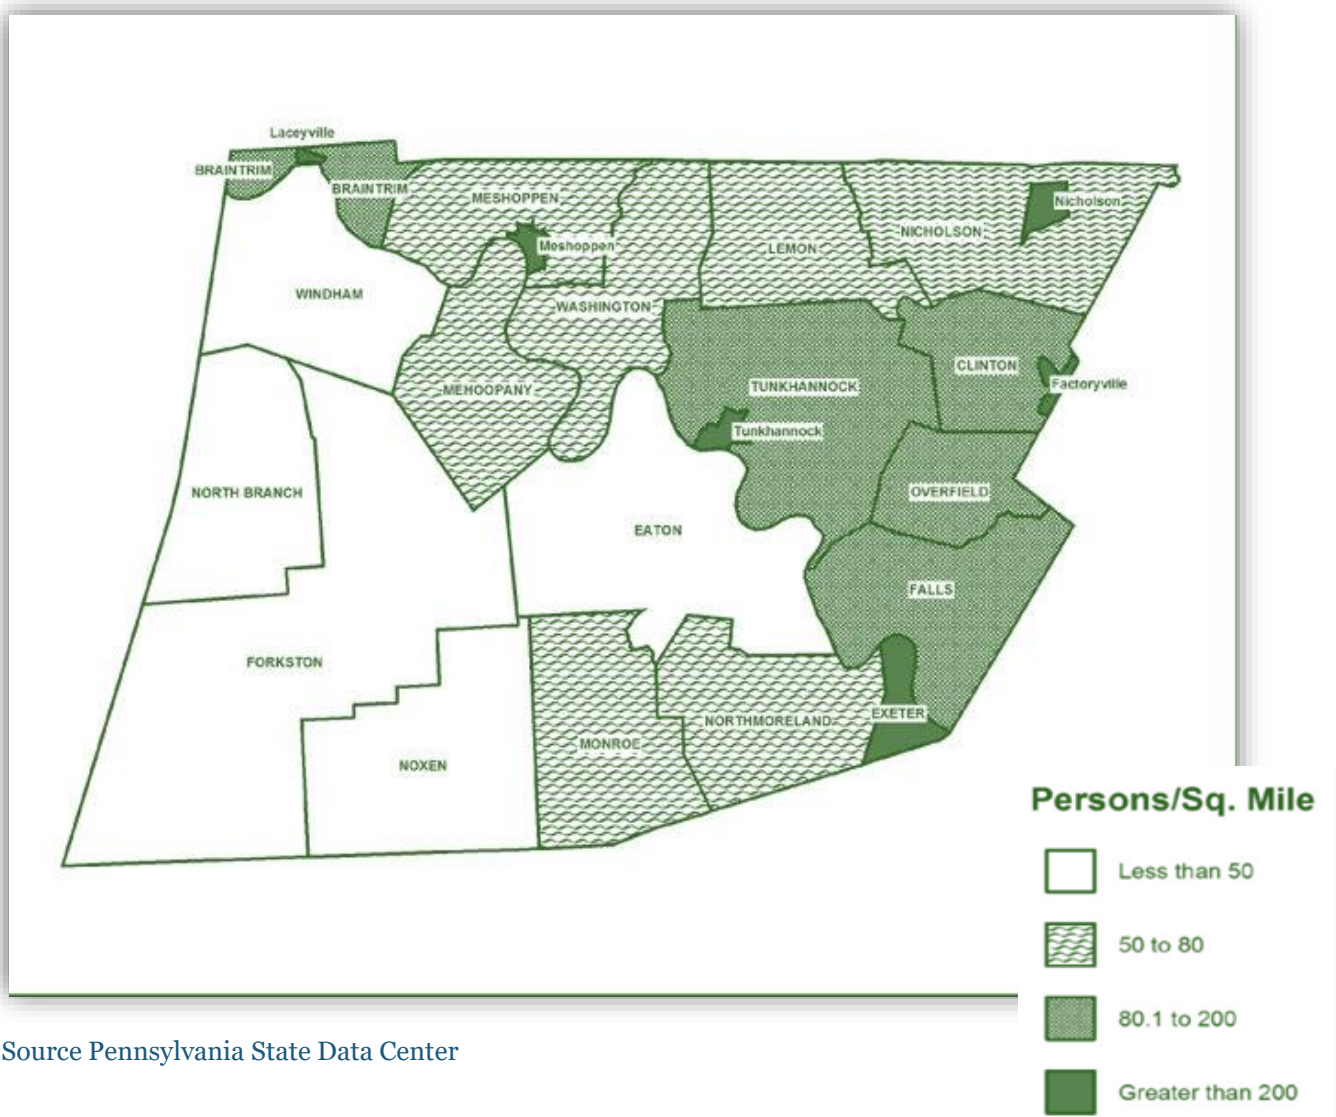 Laceyville
BRAINTRIM
BRAINTRIM
MESHOPPEN
Nicholson
NICHOLSON
Meshoppen
LEMON
WINDHAM
WASHINGTON
CLINTON
Factoryville
TUNKHANNOCK
MEHOOPANY
Tunkhannock
NORTH BRANCH
OVERFIELD
EATON
FALLS
FORKSTON
EXETER
NORTHMORELAND
MONROE
NOXEN
Persons/Sq. Mile
Less than 50
50 to 80
80.1 to 200
Greater than 200
Source Pennsylvania State Data Center